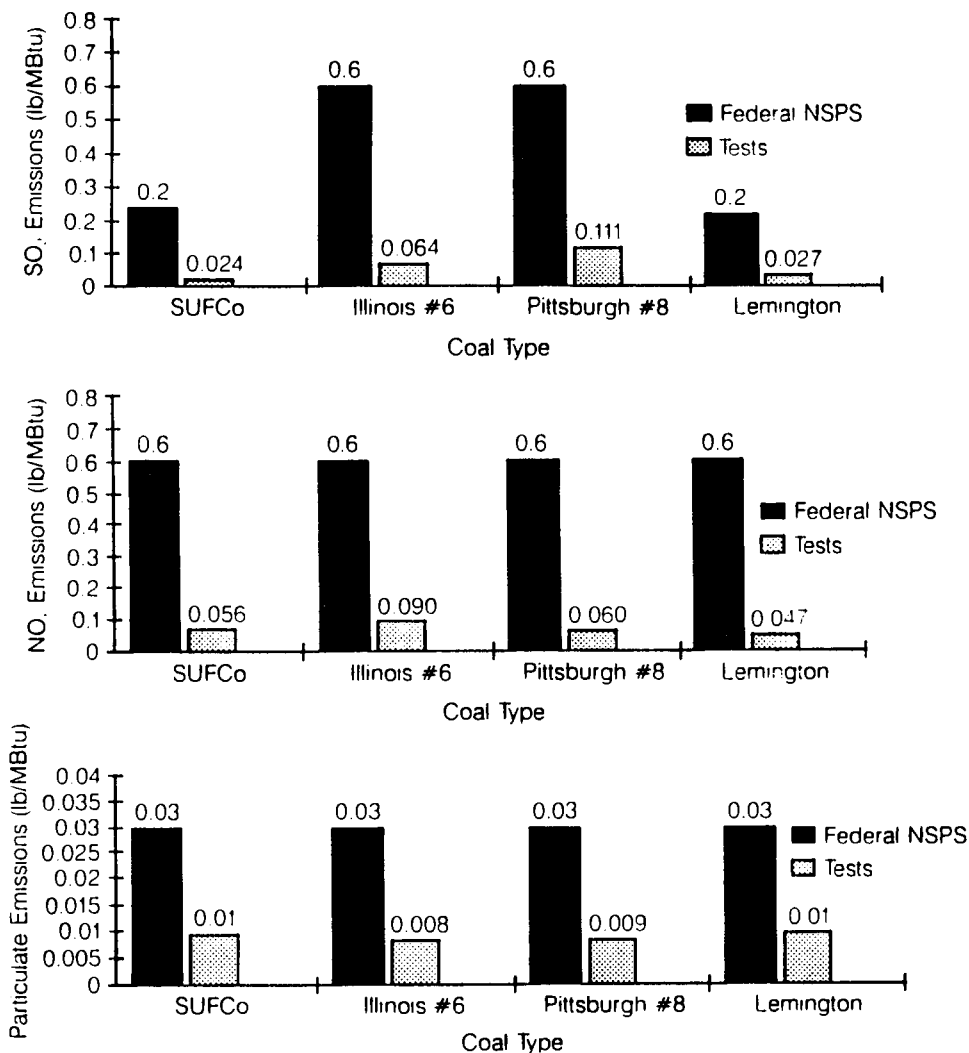 SO, Emissions (lb/MBtu)
0.8
0.7
0.6
0.5
0.4
0.3
0.2
0.1
0
0.2
0.024
0.6
0.064
0.6
0.111
0.2
0.027
Federal NSPS
Tests
SUFCo
Illinois #6
Pittsburgh #8
Lemington
Coal Type
NO, Emissions (lb/MBtu)
0.8
0.7
0.6
0.5
0.4
0.3
0.2
0.1
0
0.6
0.056
0.6
0.090
0.6
0.060
0.6
0.047
Federal NSPS
Tests
SUFCo
Illinois #6
Pittsburgh #8
Lemington
Coal Type
Particulate Emissions (lb/MBtu)
0.04
0.035
0.03
0.025
0.02
0.015
0.01
0.005
0
0.03
0.01
0.03
0.008
0.03
0.009
0.03
0 01
Federal NSPS
Tests
SUFCo
Illinois #6
Pittsburgh #8
Lemington
Coal Type